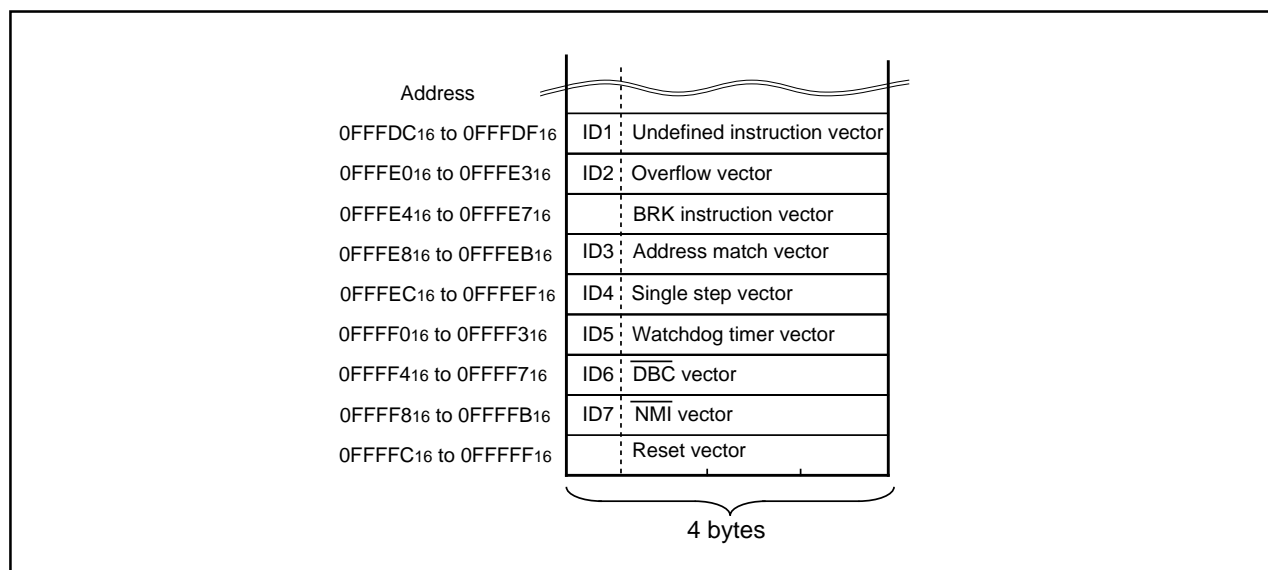 Address
0FFFDC16 to 0FFFDF16 ID1 Undefined instruction vector
0FFFE016 to 0FFFE316 ID2 Overflow vector
0FFFE416 to 0FFFE716 BRK instruction vector
0FFFE816 to 0FFFEB16 ID3 Address match vector
0FFFEC16 to 0FFFEF16 ID4 Single step vector
0FFFF016 to 0FFFF316 ID5 Watchdog timer vector
0FFFF416 to 0FFFF716 ID6 DBC vector
0FFFF816 to 0FFFFB16 ID7 NMI vector
0FFFFC16 to 0FFFFF16 Reset vector
4 bytes